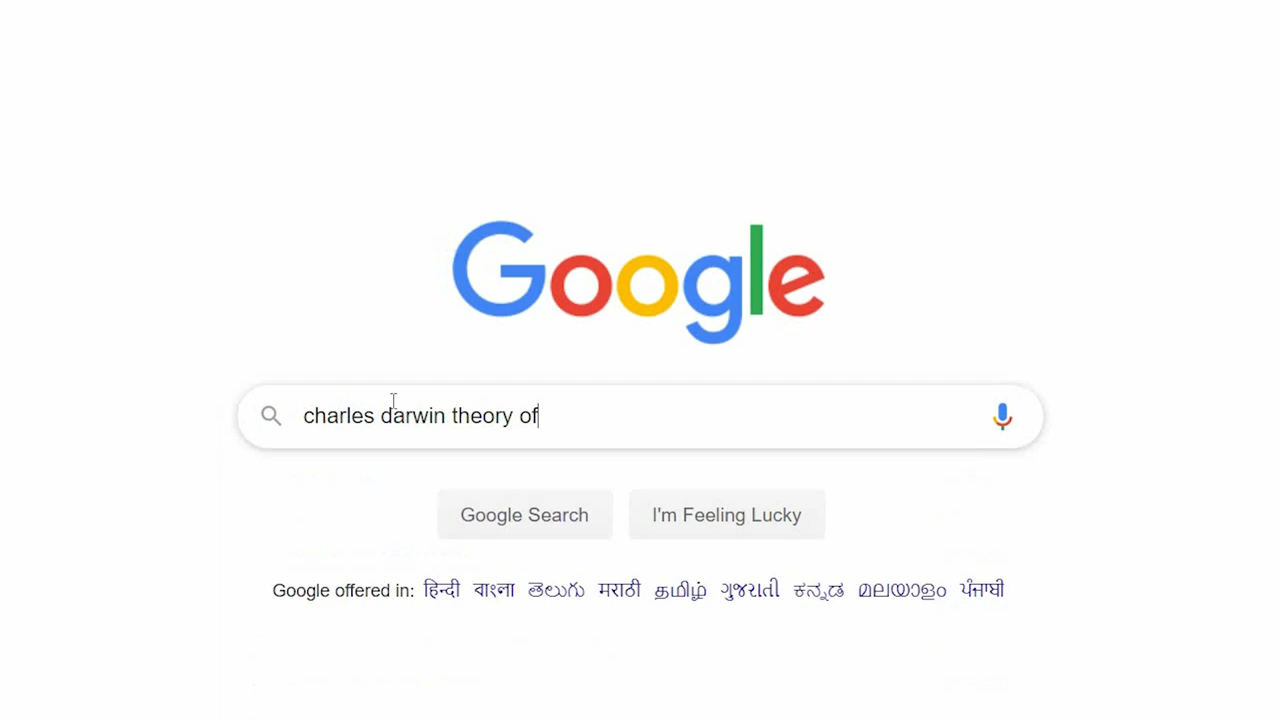 Google
charles darwin theory of
Google Search I'm Feeling Lucky
Google offered in: हिन्दी বাংলা తెలుగు मराठी தமிழ் ગુજરાતી ಕನ್ನಡ മലയാളം ਪੰਜਾਬੀ